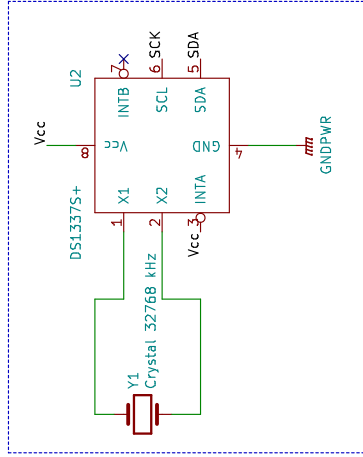 U2
7
SCK
6
SDA
5
INTB
SCL
SDA
Vcc
8
Vcc
GND
4
GNDPWR
X1
X2
INTA
DS1337S+
1
2
3
Vcc
Y1
Crystal 32768 kHz